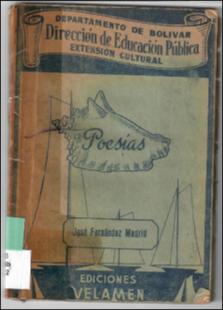 DEPARTAMENTO DE BOLIVAR
Dirección de Educación Pública
EXTENSION CULTURAL
Poesías
José Fernández Madrid
EDICIONES
VELAMEN